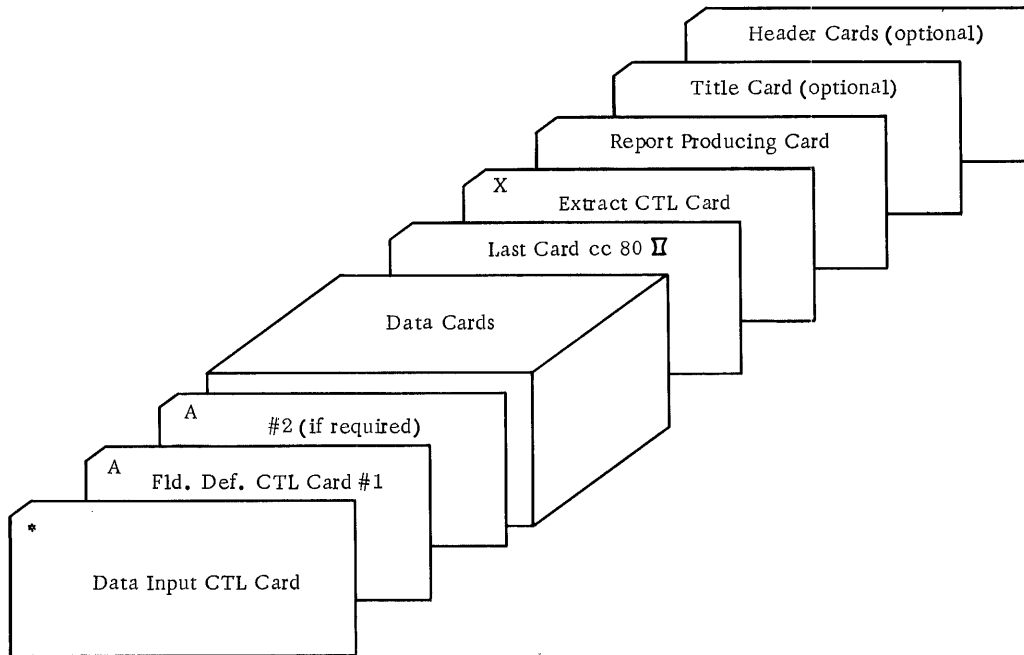 Header Cards (optional)
Title Card (optional)
Report Producing Card
X
Extract CTL Card
Last Card cc 80
Data Cards
A
#2 (if required)
A
Fld. Def. CTL Card #1
*
Data Input CTL Card